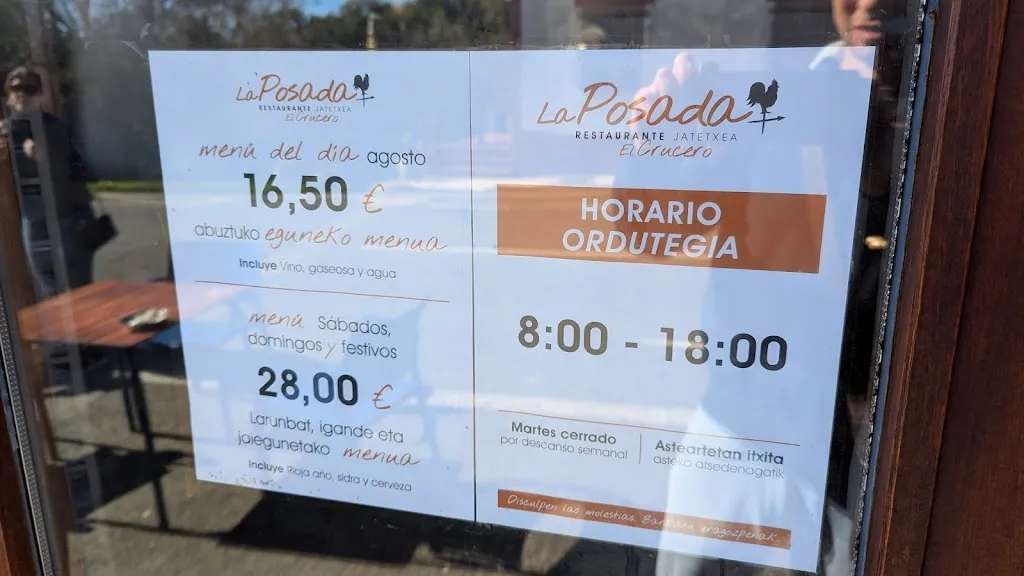 La Posada
RESTAURANTE JATETXEA
El Crucero
menú del día agosto
16,50 €
abuztuko eguneko menua
Incluye Vino, gaseosa y agua
menú Sábados,
domingos y festivos
28,00 €
Larunbat, igande eta
jaiegunetako menua
Incluye Rioja año, sidra y cerveza
La Posada
RESTAURANTE JATETXEA
El Crucero
HORARIO
ORDUTEGIA
8:00 - 18:00
Martes cerrado
por descanso semanal
Asteartetan itxita
asteko atsedenagatik
Disculpen las molestias. Barkatu eragozpenak.